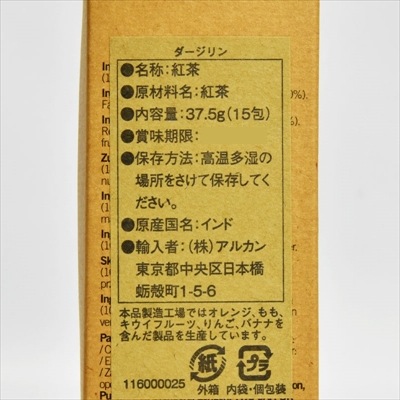 ダージリン
●名称:紅茶
●原材料名:紅茶
●内容量:37.5g(15包)
●賞味期限:
●保存方法:高温多湿の
場所をさけて保存してく
ださい。
●原産国名:インド
●輸入者:(株)アルカン
東京都中央区日本橋
蛎殻町1-5-6
本品製造工場ではオレンジ、もも、
キウイフルーツ、りんご、バナナを
含んだ製品を生産しています。
紙 プラ
116000025 外箱 内袋・個包装